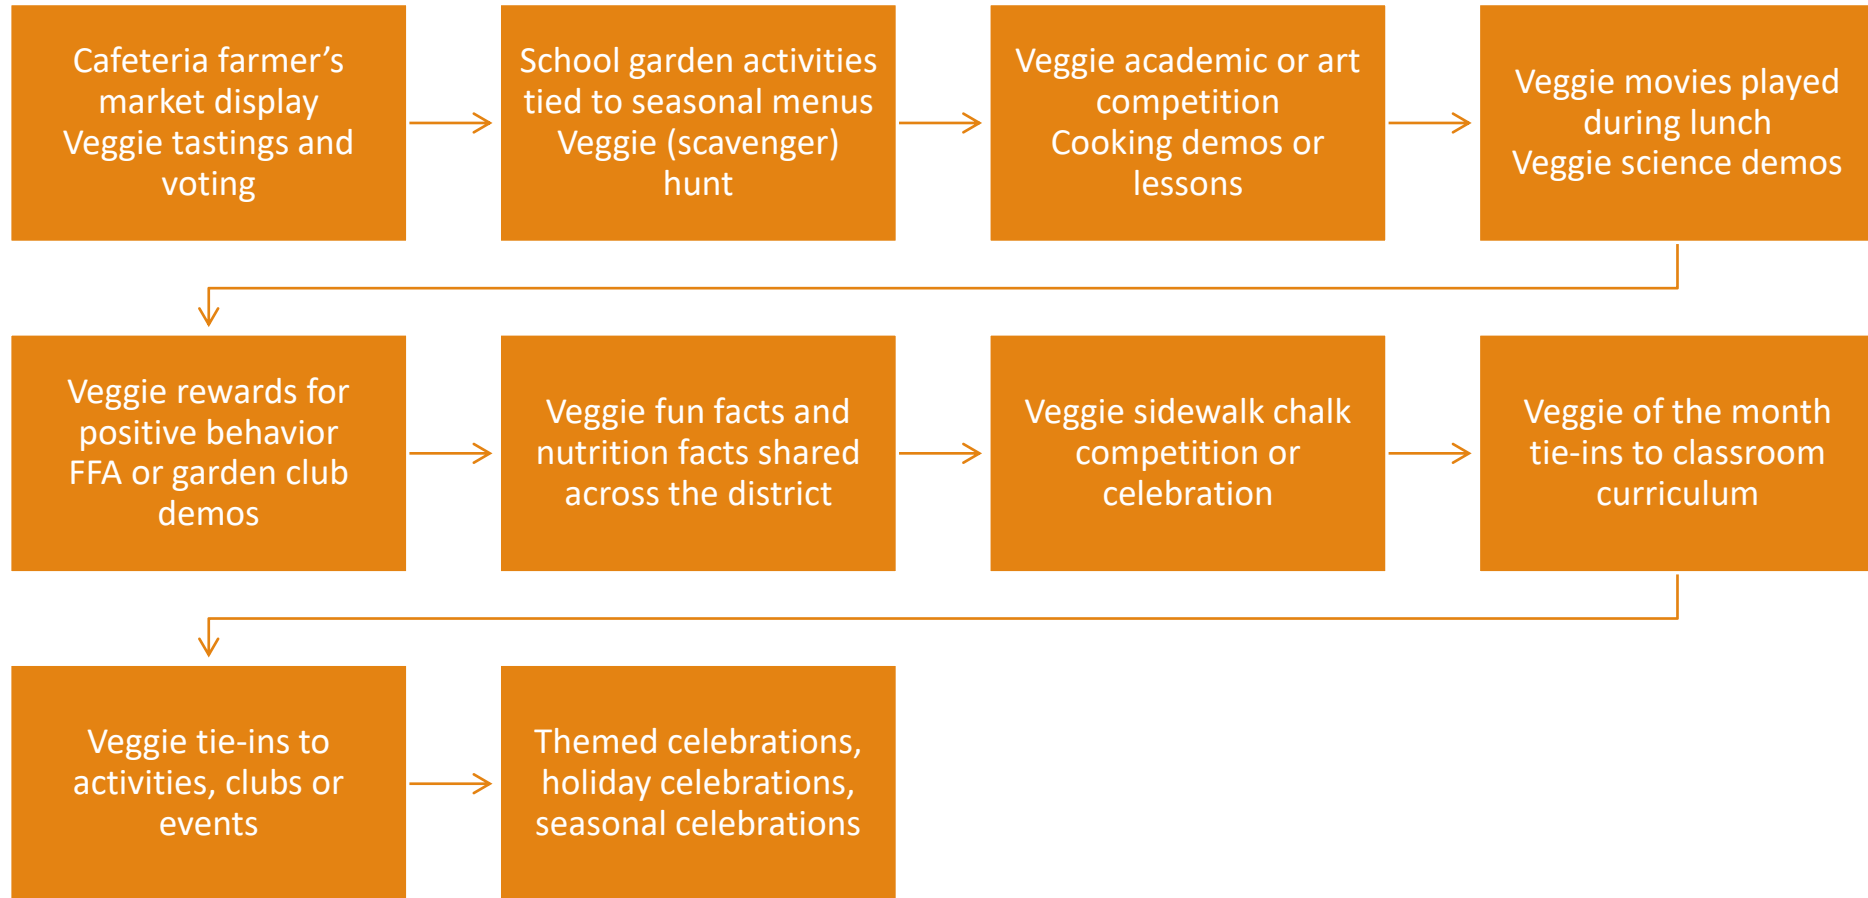 Cafeteria farmer’s
market display
Veggie tastings and
voting
School garden activities
tied to seasonal menus
Veggie (scavenger)
hunt
Veggie academic or art
competition
Cooking demos or
lessons
Veggie movies played
during lunch
Veggie science demos
Veggie rewards for
positive behavior
FFA or garden club
demos
Veggie fun facts and
nutrition facts shared
across the district
Veggie sidewalk chalk
competition or
celebration
Veggie of the month
tie-ins to classroom
curriculum
Veggie tie-ins to
activities, clubs or
events
Themed celebrations,
holiday celebrations,
seasonal celebrations